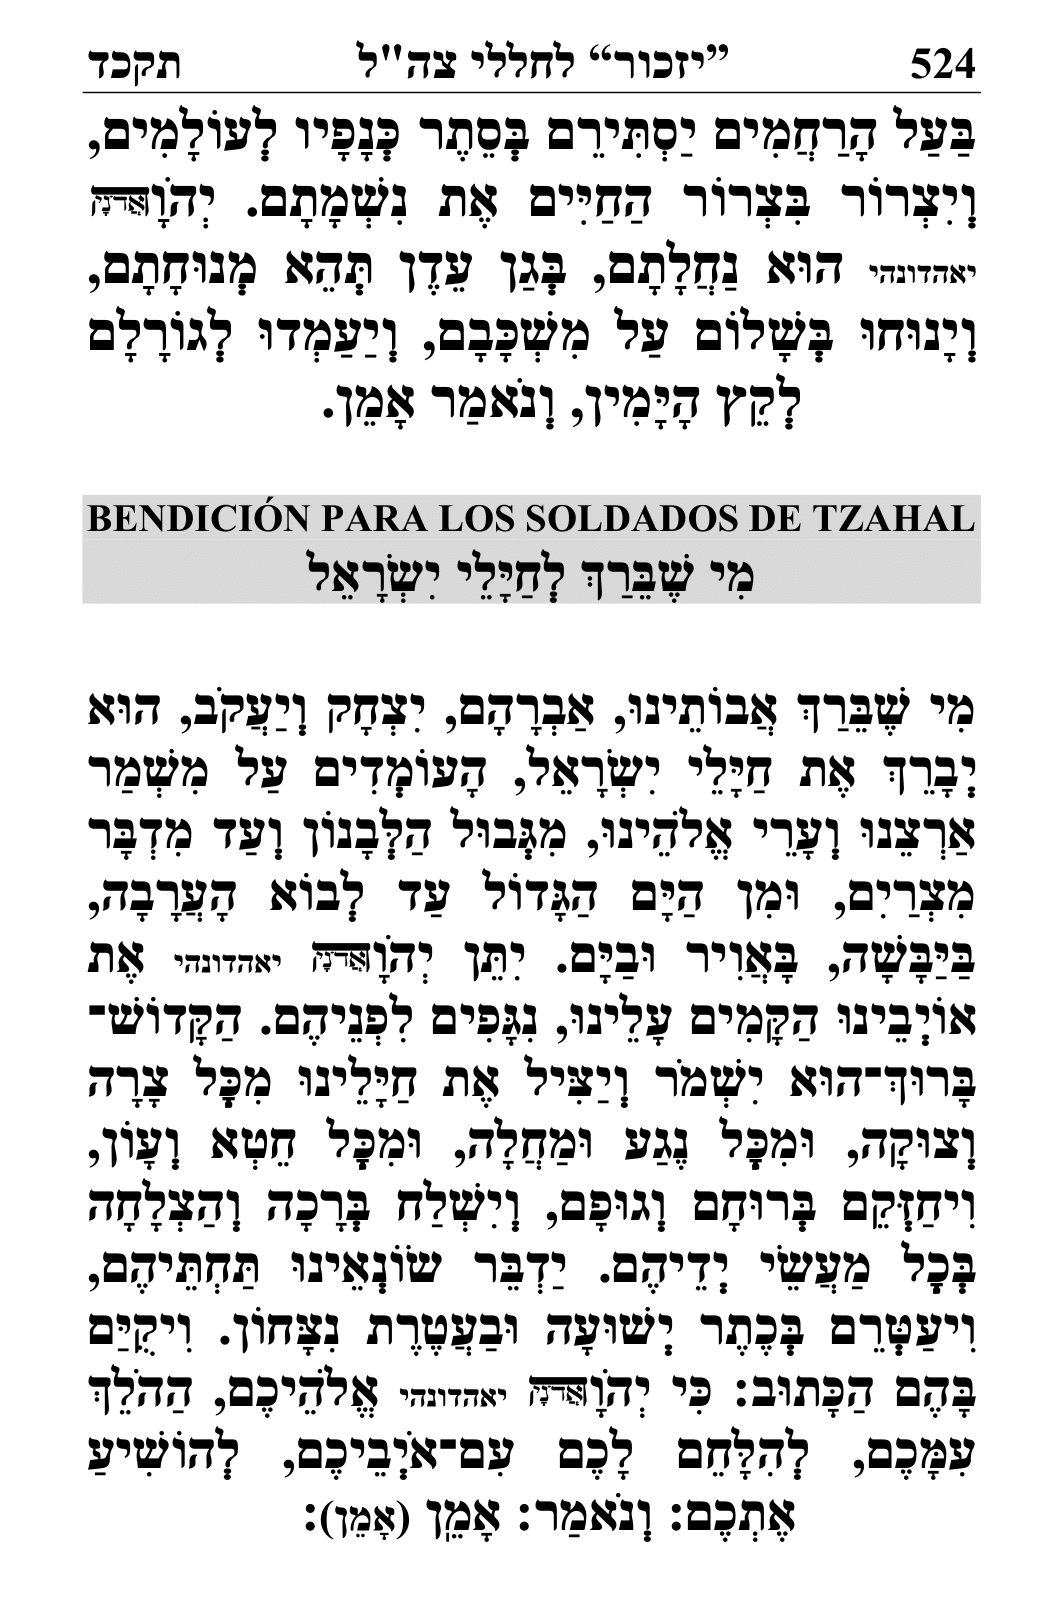 524 ”יזכור“ לחללי צה"ל תקכד
בַּעַל הָרַחֲמִים יַסְתִּירֵם בְּסֵתֶר כְּנָפָיו לְעוֹלָמִים,
וְיִצְרוֹר בִּצְרוֹר הַחַיִּים אֶת נִשְׁמָתָם. יְהֹוָאֲדֹנָיָ
יאהדונהי הוּא נַחֲלָתָם, בְּגַן עֵדֶן תְּהֵא מְנוּחָתָם,
וְיָנוּחוּ בְּשָׁלוֹם עַל מִשְׁכָּבָם, וְיַעַמְדוּ לְגוֹרָלָם
לְקֵץ הַיָּמִין, וְנֹאמַר אָמֵן.
BENDICIÓN PARA LOS SOLDADOS DE TZAHAL
מִי שֶׁבֵּרַךְ לְחַיָּלֵי יִשְׂרָאֵל
מִי שֶׁבֵּרַךְ אֲבוֹתֵינוּ, אַבְרָהָם, יִצְחָק וְיַעֲקֹב, הוּא
יְבָרֵךְ אֶת חַיָּלֵי יִשְׂרָאֵל, הָעוֹמְדִים עַל מִשְׁמַר
אַרְצֵנוּ וְעָרֵי אֱלֹהֵינוּ, מִגְּבוּל הַלְּבָנוֹן וְעַד מִדְבָּר
מִצְרַיִם, וּמִן הַיָּם הַגָּדוֹל עַד לְבוֹא הָעֲרָבָה,
בַּיַּבָּשָׁה, בָּאֲוִיר וּבַיָּם. יִתֵּן יְהֹוָאֲדֹנָיָ יאהדונהי אֶת
אוֹיְבֵינוּ הַקָּמִים עָלֵינוּ, נִגָּפִים לִפְנֵיהֶם. הַקָּדוֹשׁ־
בָּרוּךְ־הוּא יִשְׁמֹר וְיַצִּיל אֶת חַיָּלֵינוּ מִכָּל צָרָה
וְצוּקָה, וּמִכָּל נֶגַע וּמַחֲלָה, וּמִכָּל חֵטְא וְעָוֹן,
וִיחַזְּקֵם בְּרוּחָם וְגוּפָם, וְיִשְׁלַח בְּרָכָה וְהַצְלָחָה
בְּכָל מַעֲשֵׂי יְדֵיהֶם. יַדְבֵּר שׂוֹנְאֵינוּ תַּחְתֵּיהֶם,
וִיעַטְּרֵם בְּכֶתֶר יְשׁוּעָה וּבַעֲטֶרֶת נִצָּחוֹן. וִיקֻיַּם
בָּהֶם הַכָּתוּב: כִּי יְהֹוָאֲדֹנָיָ יאהדונהי אֱלֹהֵיכֶם, הַהֹלֵךְ
עִמָּכֶם, לְהִלָּחֵם לָכֶם עִם־אֹיְבֵיכֶם, לְהוֹשִׁיעַ
אֶתְכֶם: וְנֹאמַר: אָמֵן (אָמֵן):